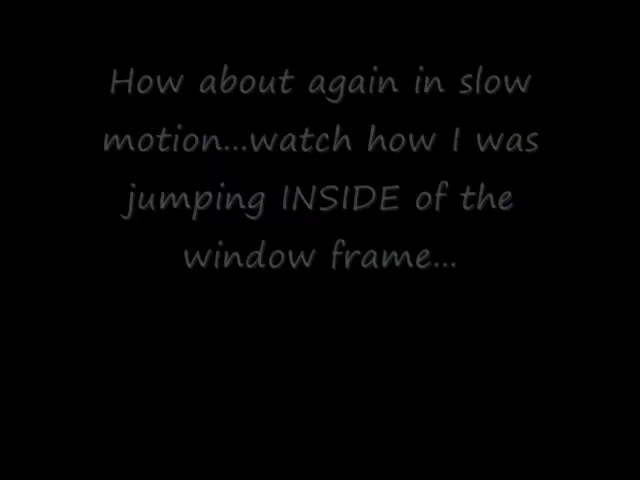 How about again in slow
motion...watch how I was
jumping INSIDE of the
window frame...